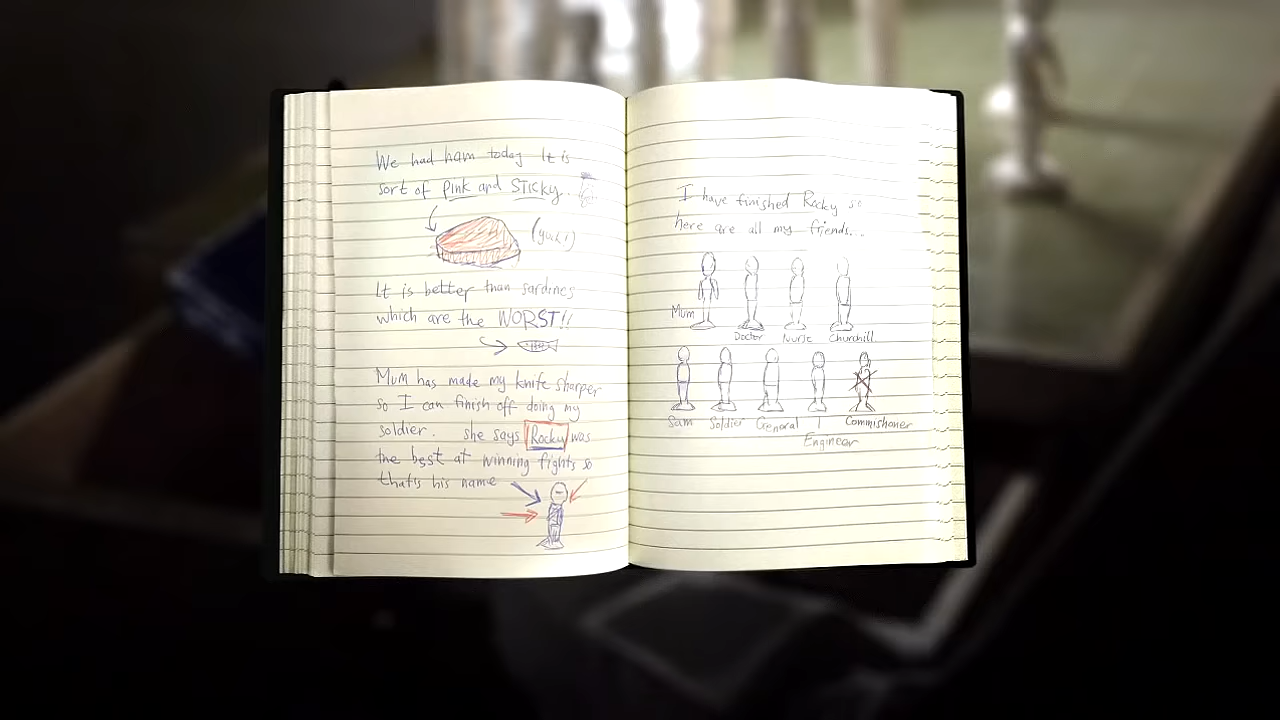 We had ham today It is
sort of Pink and STICKY.
(yuck!)
It is better than sardines
which are the WORST!!
Mum has made my knife sharper
so I can finish off doing my
soldier. she says Rocky was
the best at winning fights so
that's his name
I have finished Rocky so
here are all my friends...
Mum
Doctor Nurse Churchill
Sam Soldier General Commishoner
Engineer